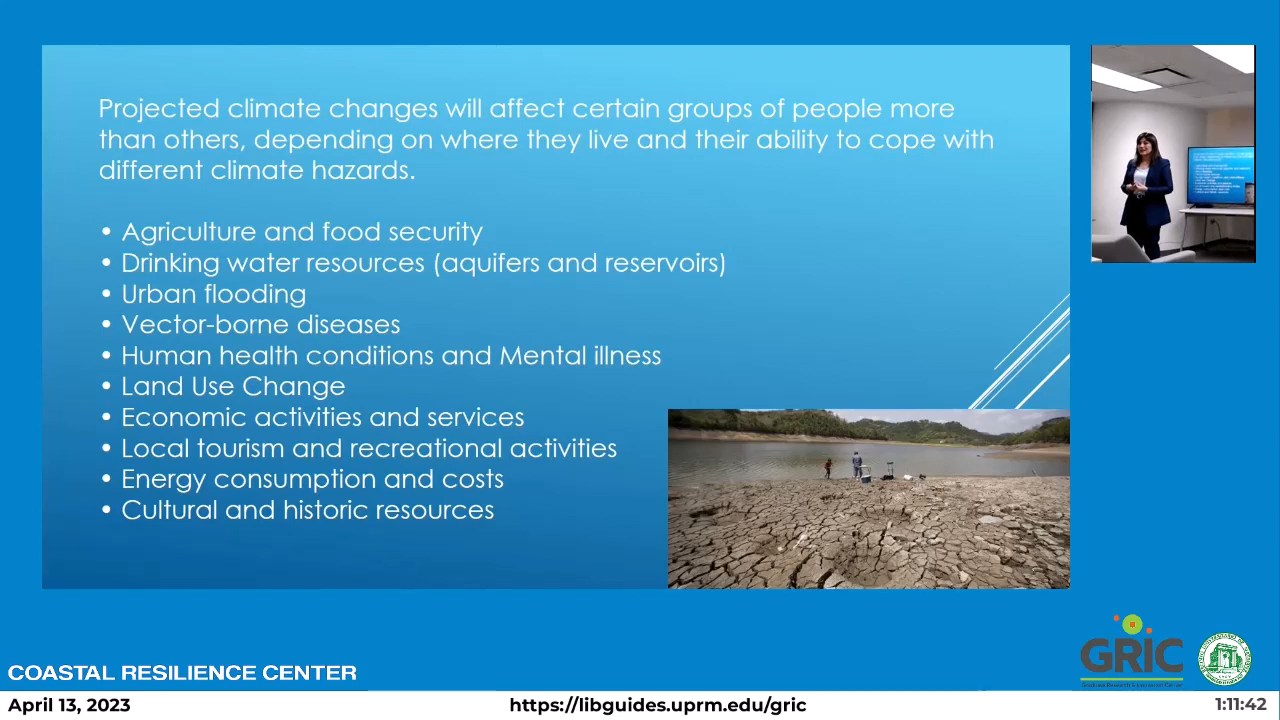 Projected climate changes will affect certain groups of people more
than others, depending on where they live and their ability to cope with
different climate hazards.
• Agriculture and food security
• Drinking water resources (aquifers and reservoirs)
• Urban flooding
• Vector-borne diseases
• Human health conditions and Mental illness
• Land Use Change
• Economic activities and services
• Local tourism and recreational activities
• Energy consumption and costs
• Cultural and historic resources
GRIC
Graduate Research & Innovation Center
COASTAL RESILIENCE CENTER
April 13, 2023
https://libguides.uprm.edu/gric
1:11:42